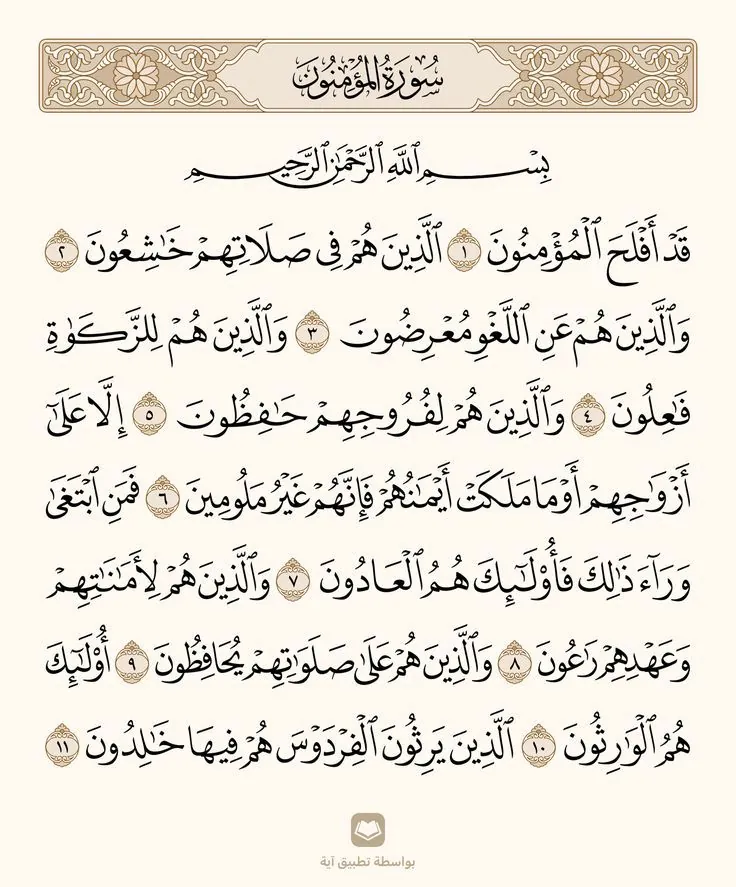 سُورَةُ المُؤۡمِنُونَ
بِسۡمِ ٱللَّهِ ٱلرَّحۡمَٰنِ ٱلرَّحِيمِ
قَدۡ أَفۡلَحَ ٱلۡمُؤۡمِنُونَ ١ ٱلَّذِينَ هُمۡ فِي صَلَاتِهِمۡ خَٰشِعُونَ ٢
وَٱلَّذِينَ هُمۡ عَنِ ٱللَّغۡوِ مُعۡرِضُونَ ٣ وَٱلَّذِينَ هُمۡ لِلزَّكَوٰةِ
فَٰعِلُونَ ٤ وَٱلَّذِينَ هُمۡ لِفُرُوجِهِمۡ حَٰفِظُونَ ٥ إِلَّا عَلَىٰٓ
أَزۡوَٰجِهِمۡ أَوۡ مَا مَلَكَتۡ أَيۡمَٰنُهُمۡ فَإِنَّهُمۡ غَيۡرُ مَلُومِينَ ٦ فَمَنِ ٱبۡتَغَىٰ
وَرَآءَ ذَٰلِكَ فَأُوْلَٰٓئِكَ هُمُ ٱلۡعَادُونَ ٧ وَٱلَّذِينَ هُمۡ لِأَمَٰنَٰتِهِمۡ
وَعَهۡدِهِمۡ رَٰعُونَ ٨ وَٱلَّذِينَ هُمۡ عَلَىٰ صَلَوَٰتِهِمۡ يُحَافِظُونَ ٩ أُوْلَٰٓئِكَ
هُمُ ٱلۡوَٰرِثُونَ ١٠ ٱلَّذِينَ يَرِثُونَ ٱلۡفِرۡدَوۡسَ هُمۡ فِيهَا خَٰلِدُونَ ١١
بواسطة تطبيق آية